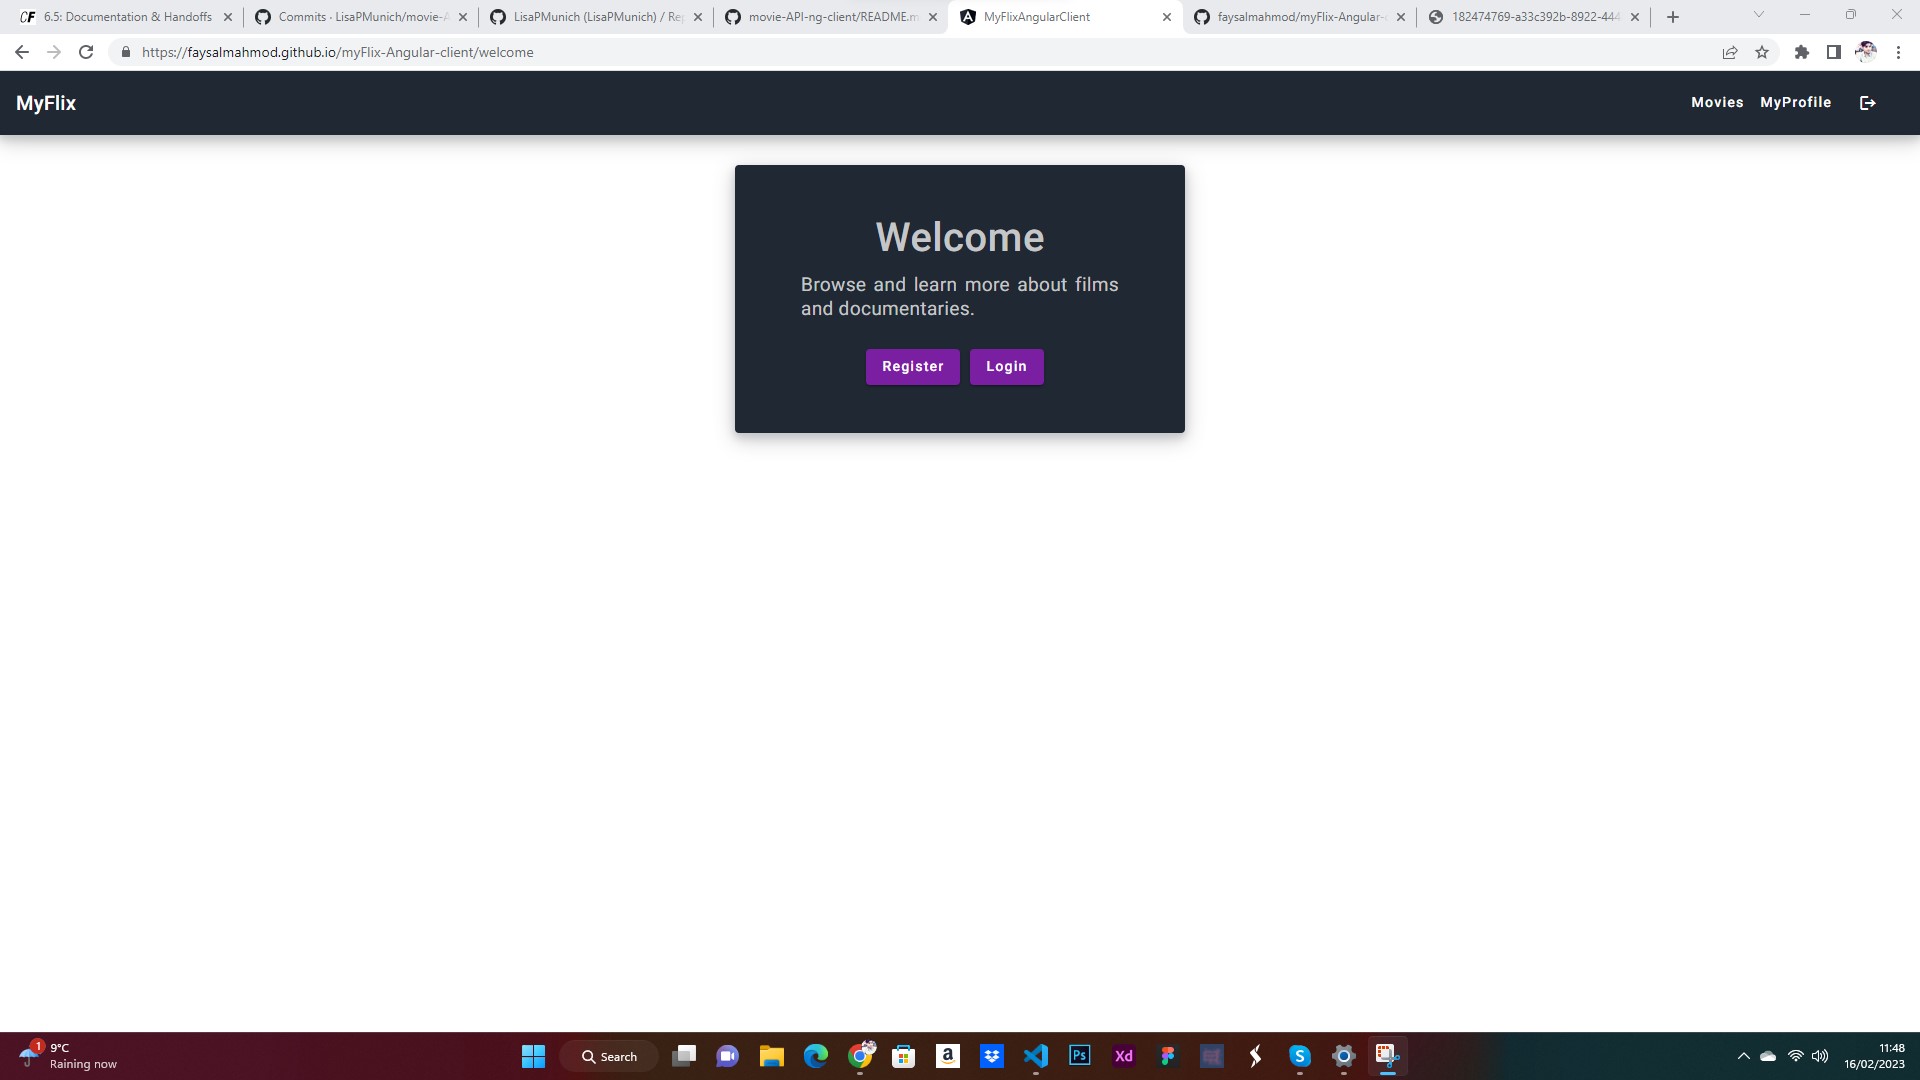 6.5: Documentation & Handoffs
Commits · LisaPMunich/movie-A
LisaPMunich (LisaPMunich) / Re
movie-API-ng-client/README.m
MyFlixAngularClient
faysalmahmod/myFlix-Angular-
182474769-a33c392b-8922-444
https://faysalmahmod.github.io/myFlix-Angular-client/welcome
MyFlix
Movies
MyProfile
Welcome
Browse and learn more about films
and documentaries.
Register
Login
1
9°C
Raining now
Search
Ps
Xd
11:48
16/02/2023